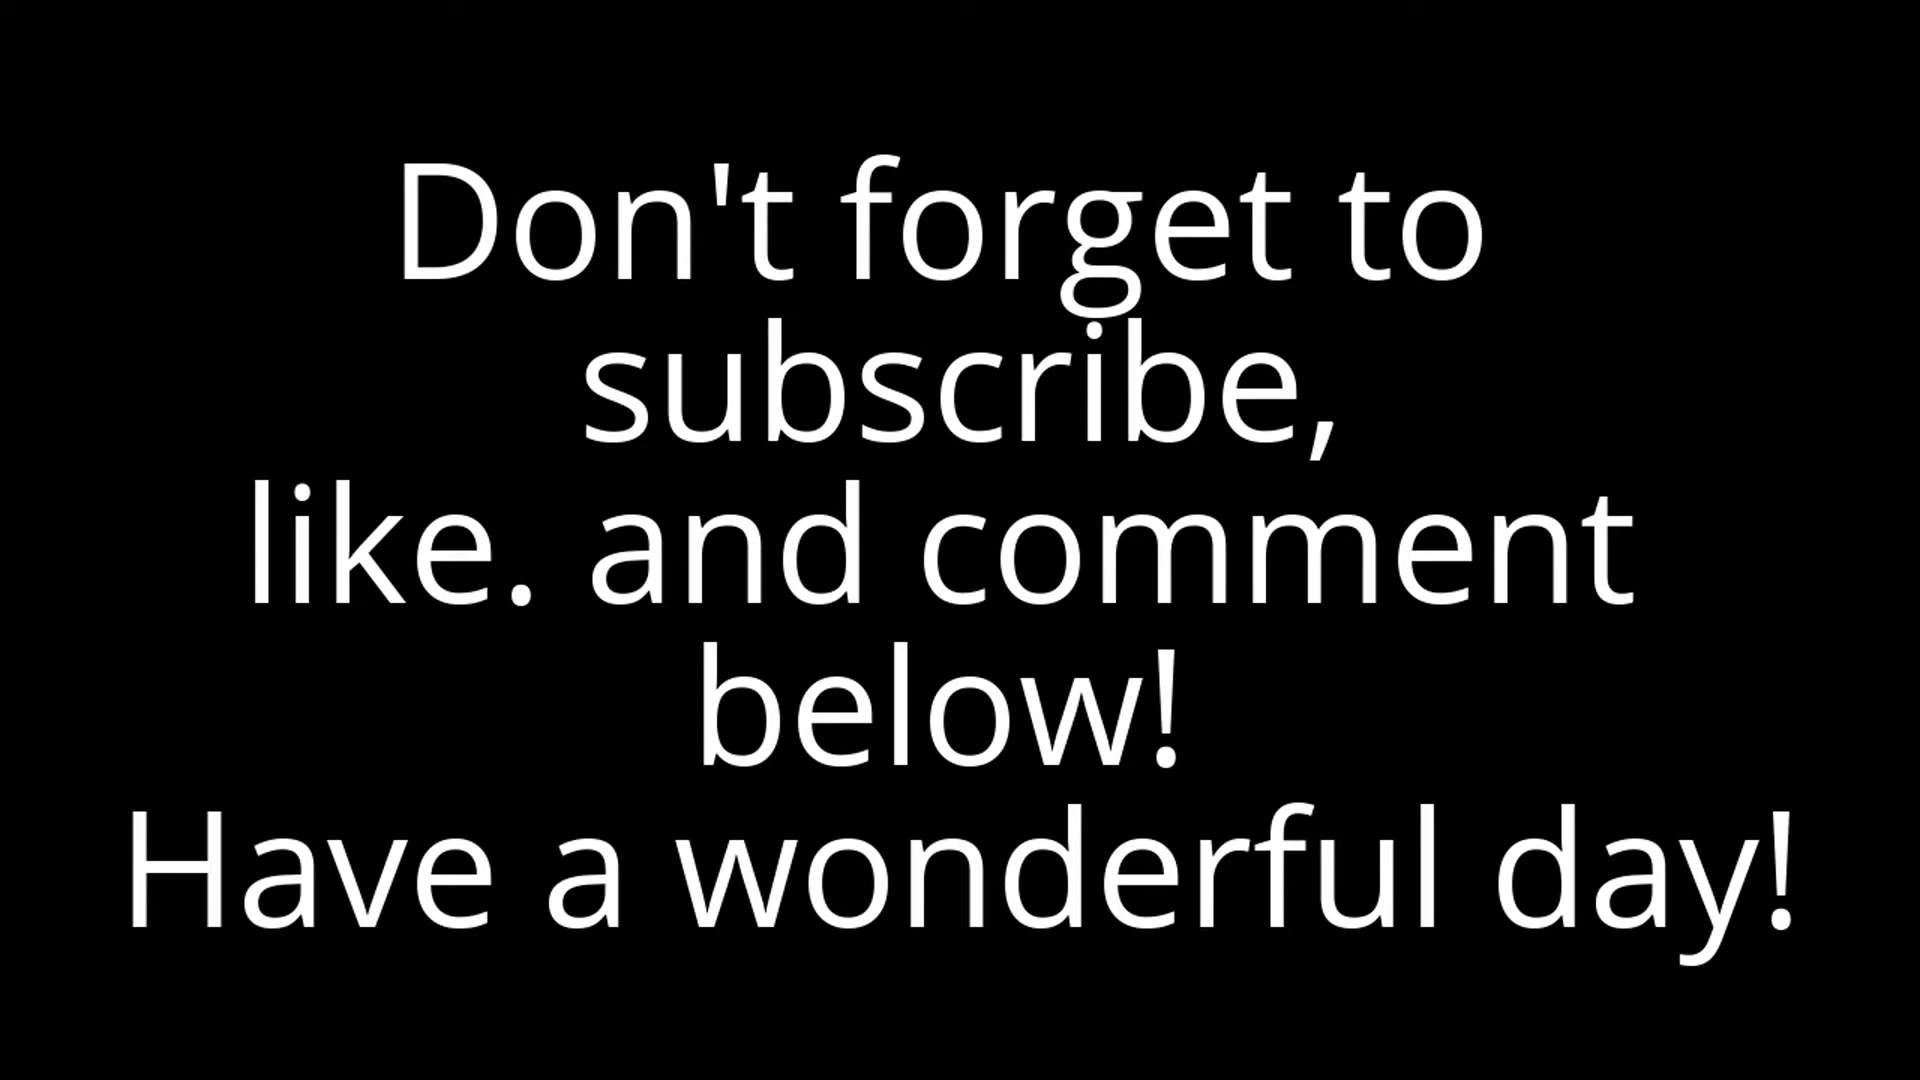 Don't forget to
subscribe,
like. and comment
below!
Have a wonderful day!